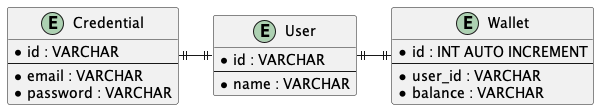 E Credential
* id : VARCHAR
* email : VARCHAR
* password : VARCHAR
E User
* id : VARCHAR
* name : VARCHAR
E Wallet
* id : INT AUTO INCREMENT
* user_id : VARCHAR
* balance : VARCHAR